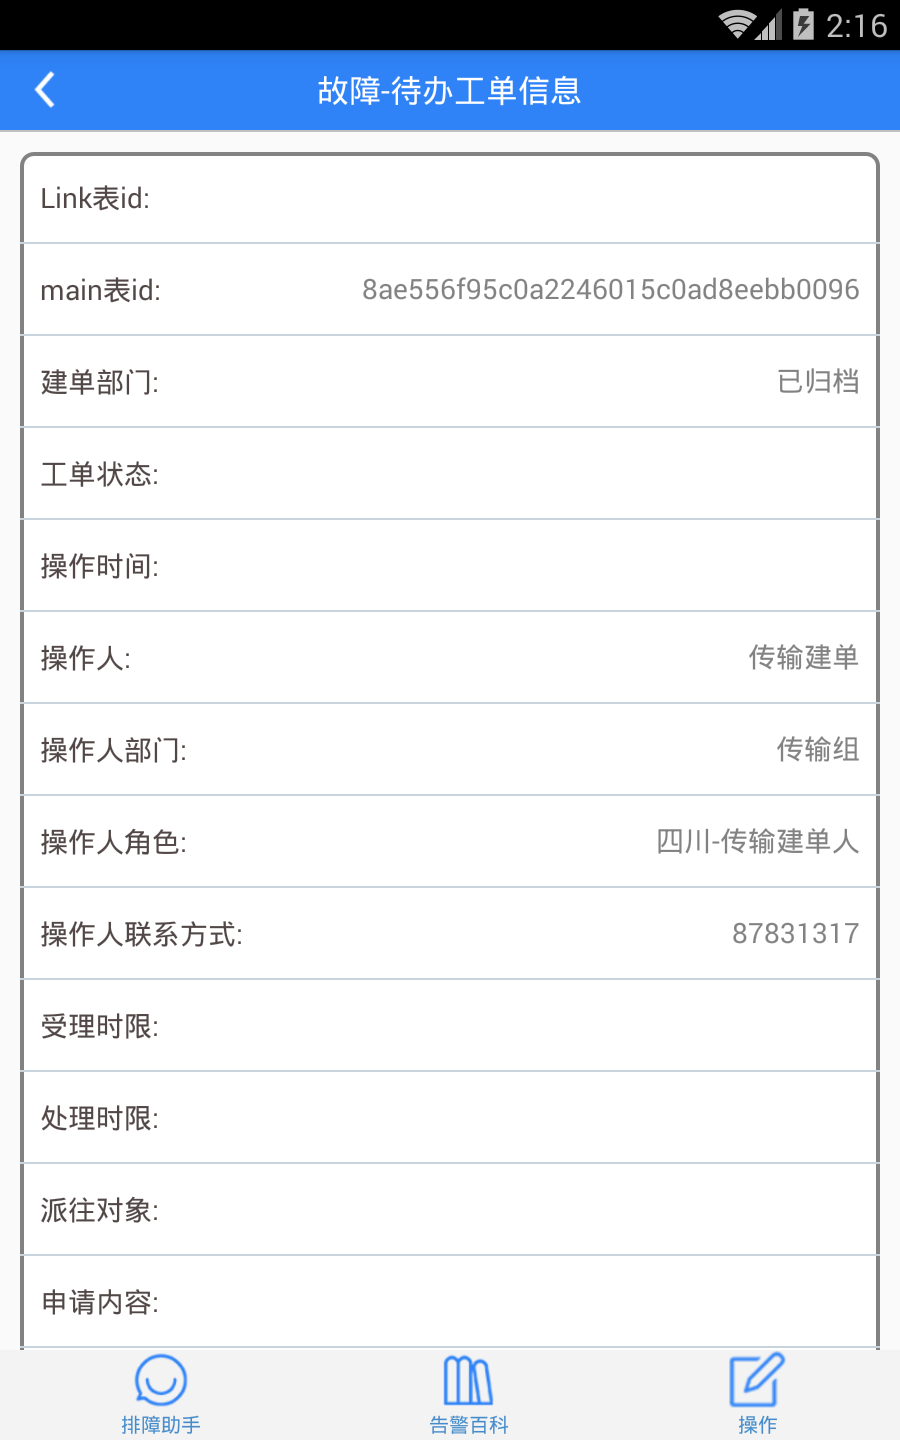 2:16
故障-待办工单信息
Link表id:
main表id: 8ae556f95c0a2246015c0ad8eebb0096
建单部门: 已归档
工单状态:
操作时间:
操作人: 传输建单
操作人部门: 传输组
操作人角色: 四川-传输建单人
操作人联系方式: 87831317
受理时限:
处理时限:
派往对象:
申请内容:
排障助手 告警百科 操作